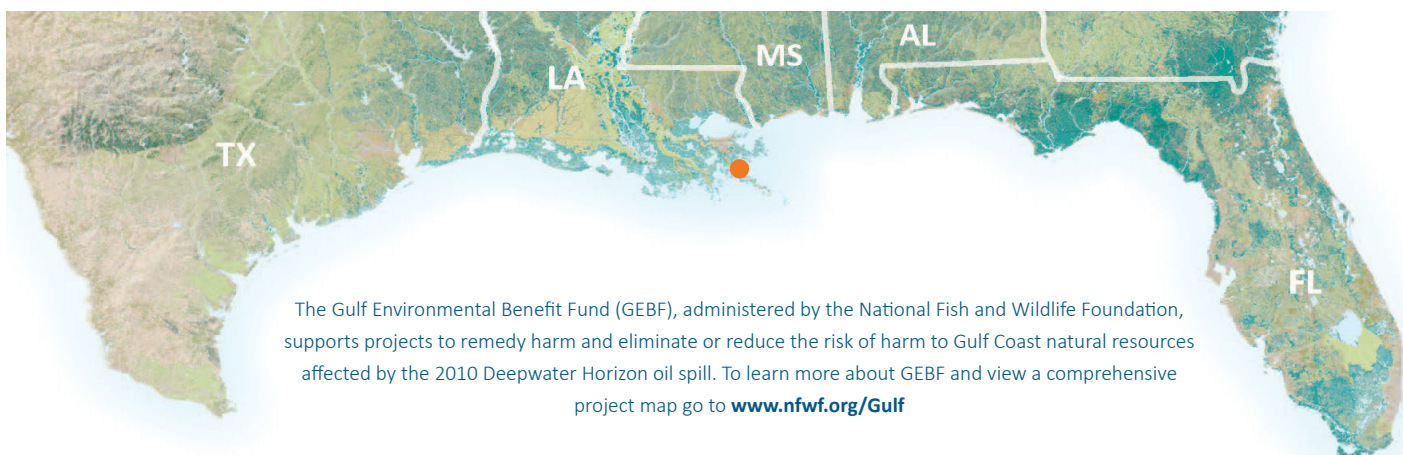 AL
MS
LA
TX
FL
The Gulf Environmental Benefit Fund (GEBF), administered by the National Fish and Wildlife Foundation,
supports projects to remedy harm and eliminate or reduce the risk of harm to Gulf Coast natural resources
affected by the 2010 Deepwater Horizon oil spill. To learn more about GEBF and view a comprehensive
project map go to www.nfwf.org/Gulf